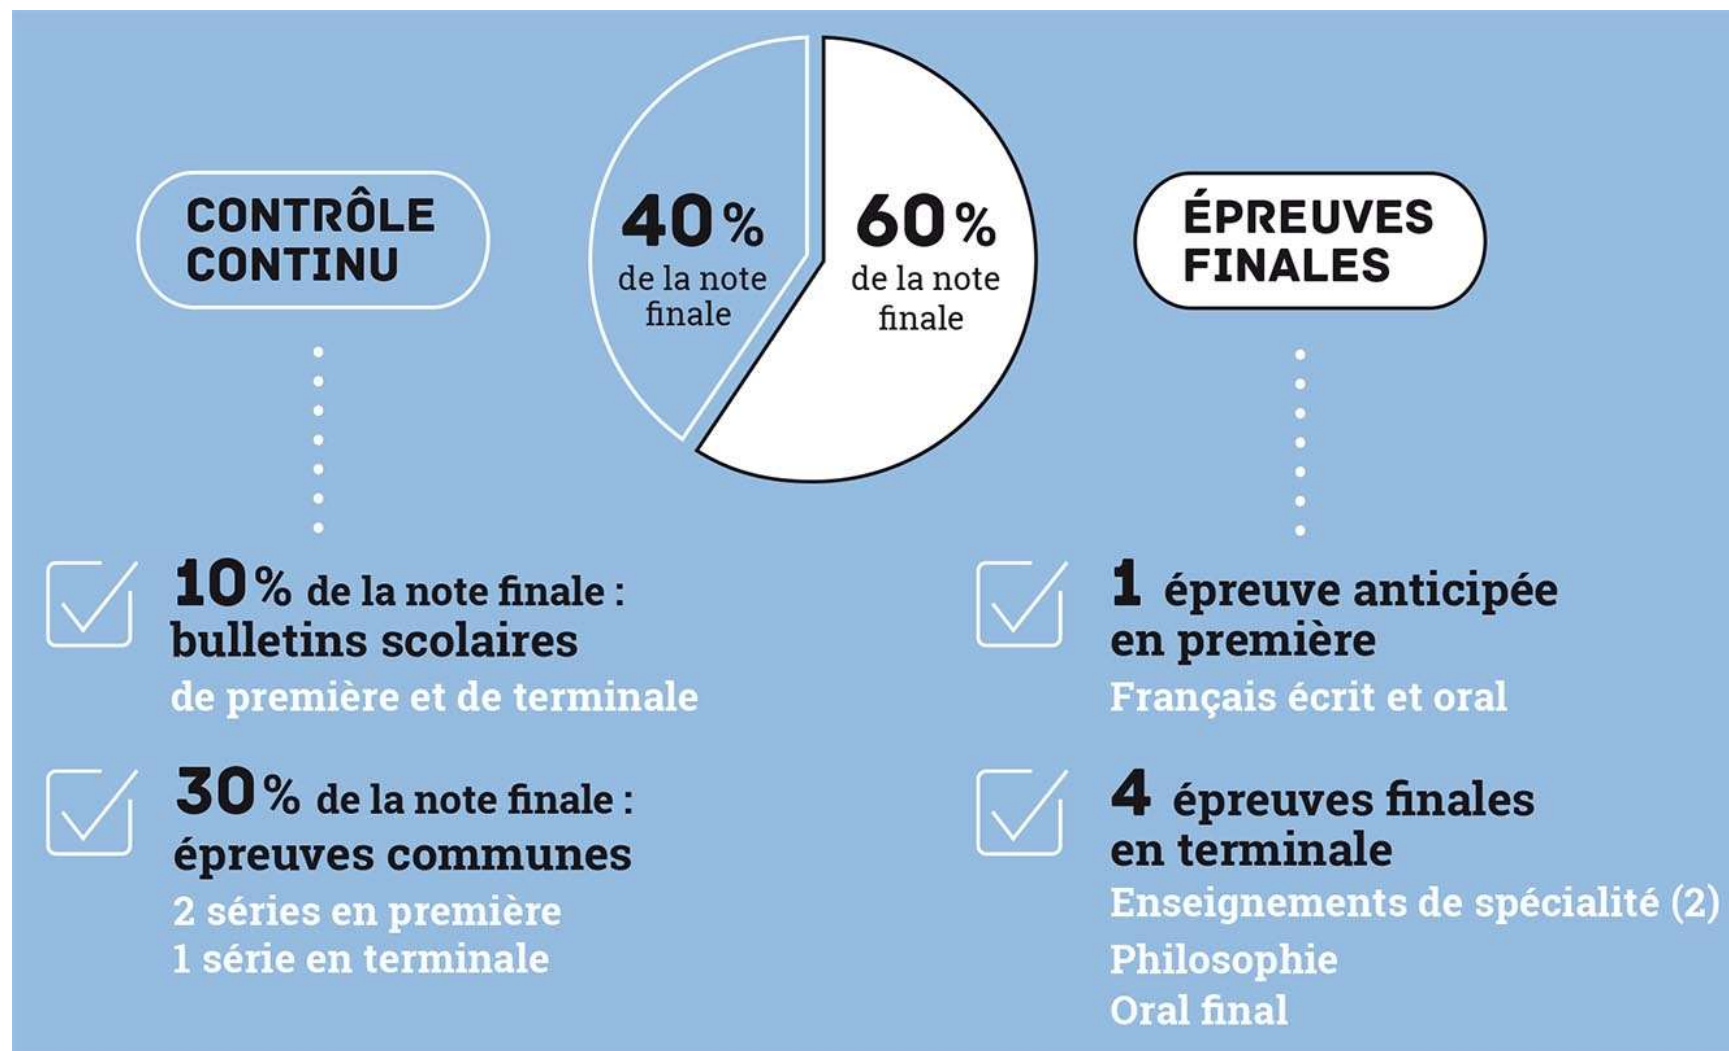 CONTRÔLE
CONTINU
40%
de la note
finale
60%
de la note
finale
ÉPREUVES
FINALES
10% de la note finale :
bulletins scolaires
de première et de terminale
30% de la note finale :
épreuves communes
2 séries en première
1 série en terminale
1 épreuve anticipée
en première
Français écrit et oral
4 épreuves finales
en terminale
Enseignements de spécialité (2)
Philosophie
Oral final